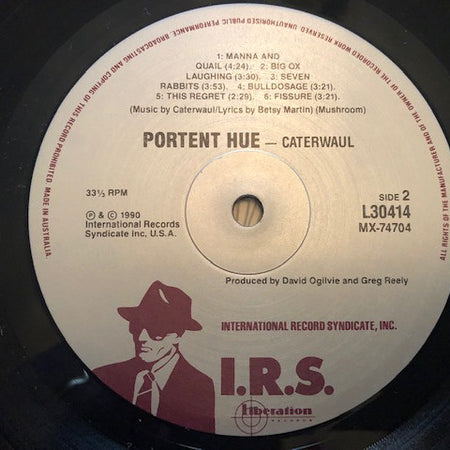 OF THE MANUFACTURER AND OF THE OWNER OF THE RECORDED WORK RESERVED. UNAUTHORISED PUBLIC PERFORMANCE, BROADCASTING AND COPYING OF THIS RECORD PROHIBITED. MADE IN AUSTRALIA.
ALL RIGHTS
1: MANNA AND
QUAIL (4:24). 2: BIG OX
LAUGHING (3:30). 3: SEVEN
RABBITS (3:53). 4: BULLDOSAGE (3:21).
5: THIS REGRET (2:29). 6: FISSURE (3:21).
(Music by Caterwaul/Lyrics by Betsy Martin) (Mushroom)
PORTENT HUE — CATERWAUL
33⅓ RPM
SIDE 2
L30414
MX-74704
℗ & © 1990
International Records
Syndicate Inc, U.S.A.
Produced by David Ogilvie and Greg Reely
INTERNATIONAL RECORD SYNDICATE, INC.
I.R.S.
liberation
RECORDS